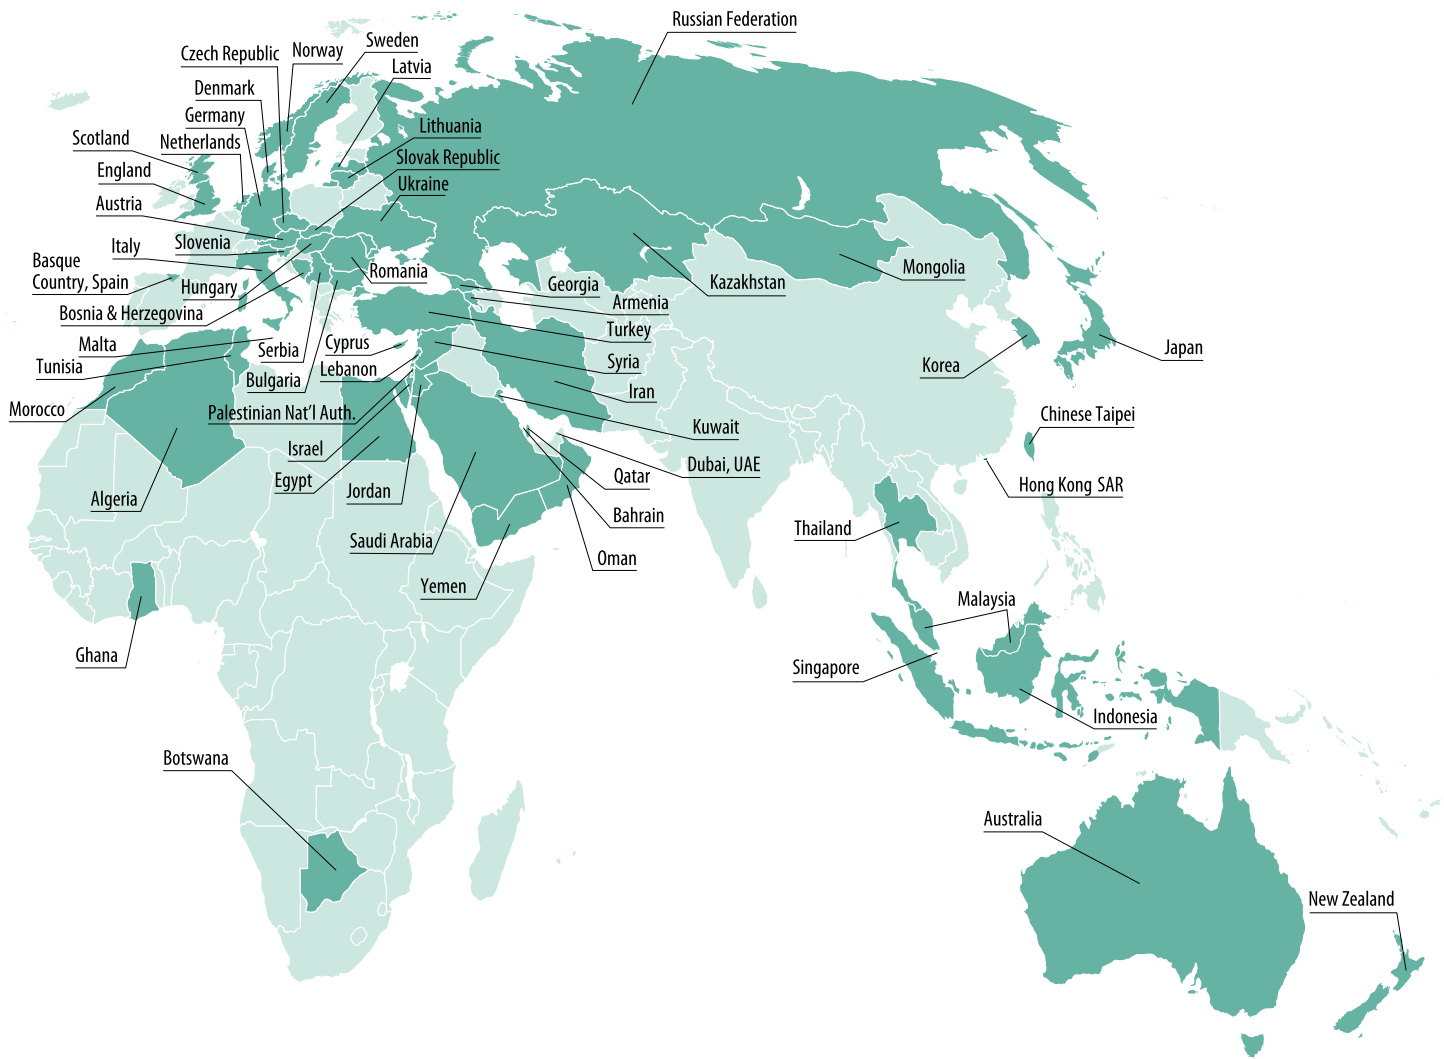 Russian Federation
Sweden
Norway
Czech Republic
Latvia
Denmark
Germany
Lithuania
Netherlands
Scotland
Slovak Republic
England
Ukraine
Austria
Slovenia
Italy
Basque
Country, Spain
Romania
Mongolia
Kazakhstan
Georgia
Hungary
Armenia
Bosnia & Herzegovina
Turkey
Malta
Cyprus
Serbia
Japan
Tunisia
Syria
Korea
Lebanon
Bulgaria
Iran
Morocco
Palestinian Nat’l Auth.
Chinese Taipei
Kuwait
Israel
Dubai, UAE
Qatar
Egypt
Hong Kong SAR
Jordan
Algeria
Bahrain
Thailand
Saudi Arabia
Oman
Yemen
Malaysia
Ghana
Singapore
Indonesia
Botswana
Australia
New Zealand